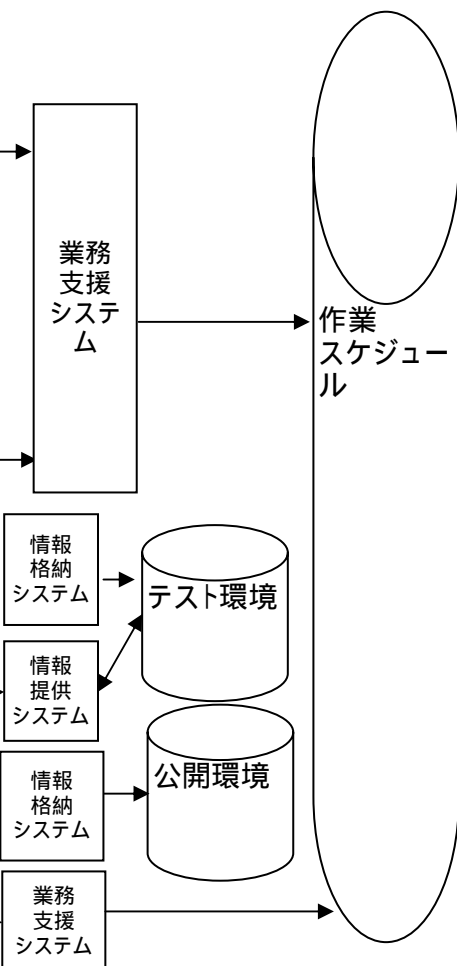 業務
支援
システ
ム
作業
スケジュー
ル
情報
格納
システム
テスト環境
情報
提供
システム
公開環境
情報
格納
システム
業務
支援
システム